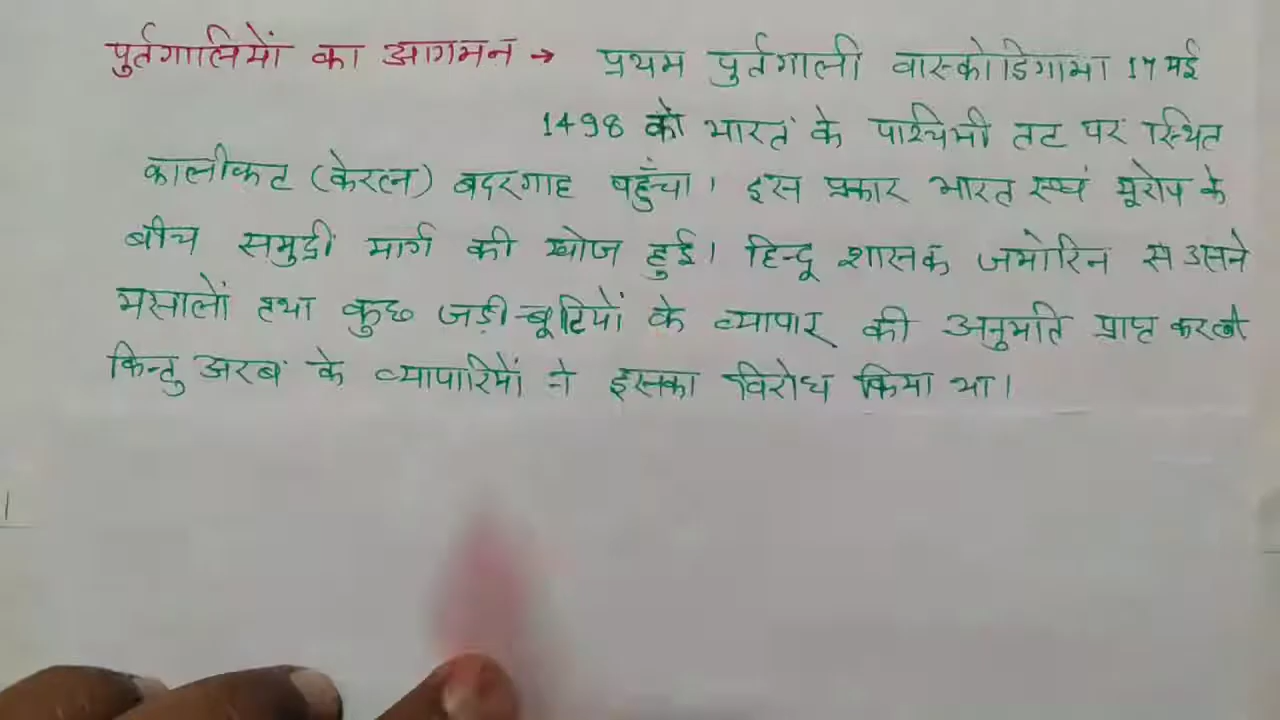 पुर्तगालियों का आगमन → प्रथम पुर्तगाली वास्कोडिगामा 17 मई
1498 को भारत के पश्चिमी तट पर स्थित
कालीकट (केरल) बदरगाह पहुँचा। इस प्रकार भारत एवं यूरोप के
बीच समुद्री मार्ग की खोज हुई। हिन्दू शासक जमोरिन से उसने
मसालों तथा कुछ जड़ी-बूटियों के व्यापार की अनुमति प्राप्त करली
किन्तु अरब के व्यापारियों ने इसका विरोध किया था।